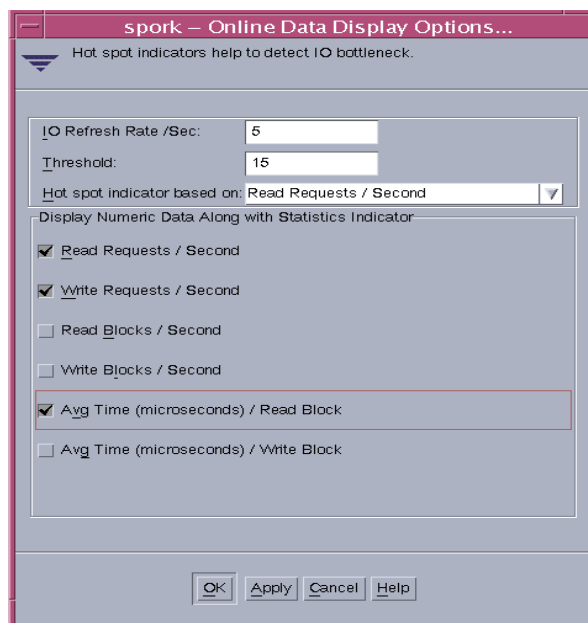 spork – Online Data Display Options...
Hot spot indicators help to detect IO bottleneck.
IO Refresh Rate /Sec: 5
Threshold: 15
Hot spot indicator based on: Read Requests / Second
Display Numeric Data Along with Statistics Indicator
Read Requests / Second
Write Requests / Second
Read Blocks / Second
Write Blocks / Second
Avg Time (microseconds) / Read Block
Avg Time (microseconds) / Write Block
OK Apply Cancel Help